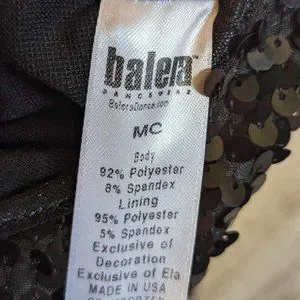 balera
DANCEWEAR
BaleraDance.com
MC
Body
92% Polyester
8% Spandex
Lining
95% Polyester
5% Spandex
Exclusive of
Decoration
Exclusive of Ela
MADE IN USA